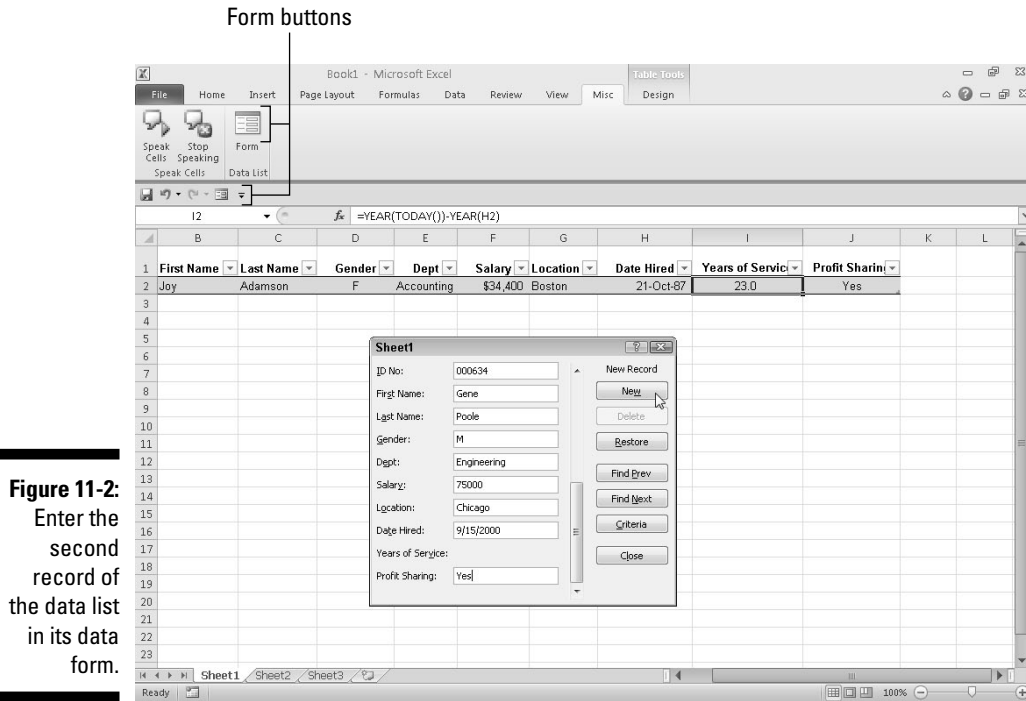 Form buttons
Book1 - Microsoft Excel
Table Tools
File Home Insert Page Layout Formulas Data Review View Misc Design
Speak Cells
Stop Speaking
Form
Speak Cells
Data List
I2 fx =YEAR(TODAY())-YEAR(H2)
B C D E F G H I J K L
1 First Name Last Name Gender Dept Salary Location Date Hired Years of Servic Profit Sharin
2 Joy Adamson F Accounting $34,400 Boston 21-Oct-87 23.0 Yes
3
4
5
6
7
8
9
10
11
12
13
14
15
16
17
18
19
20
21
22
23
Sheet1
ID No: 000634 New Record
First Name: Gene New
Last Name: Poole Delete
Gender: M Restore
Dept: Engineering
Salary: 75000 Find Prev
Location: Chicago Find Next
Date Hired: 9/15/2000 Criteria
Years of Service: Close
Profit Sharing: Yes
Sheet1 Sheet2 Sheet3
Ready 100%
Figure 11-2:
Enter the
second
record of
the data list
in its data
form.